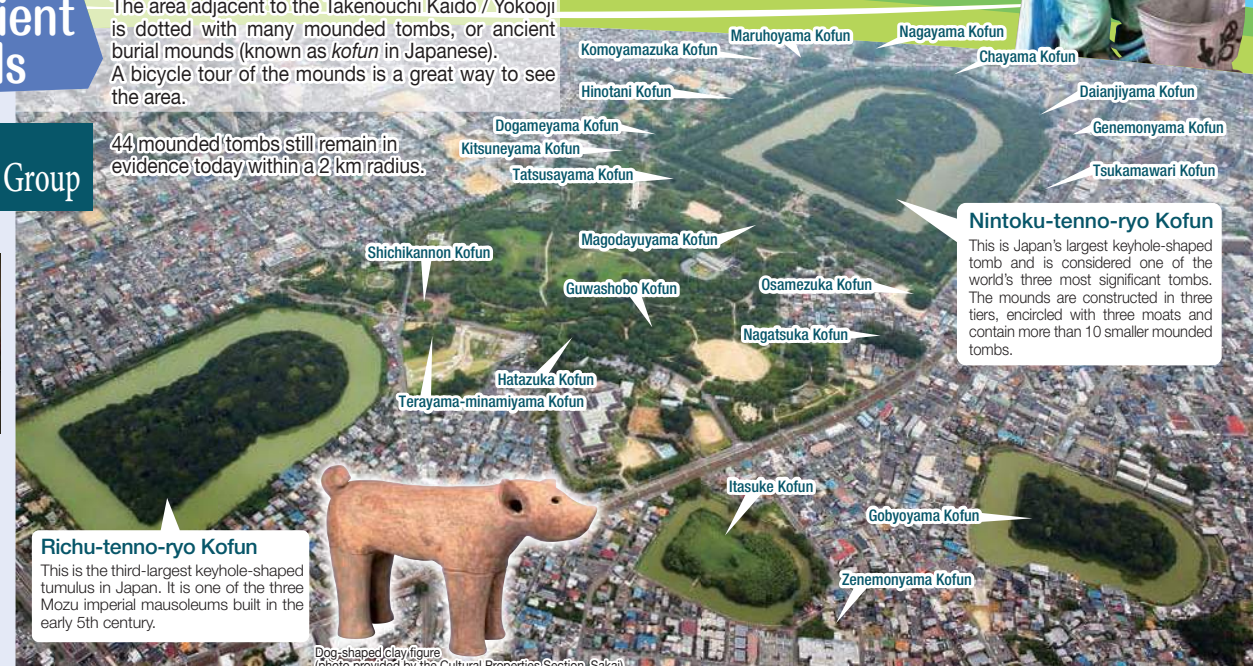 The area adjacent to the Takenouchi Kaido / Yokooji
is dotted with many mounded tombs, or ancient
burial mounds (known as kofun in Japanese).
A bicycle tour of the mounds is a great way to see
the area.
Group
44 mounded tombs still remain in
evidence today within a 2 km radius.
Maruhoyama Kofun
Nagayama Kofun
Komoyamazuka Kofun
Chayama Kofun
Hinotani Kofun
Daianjiyama Kofun
Dogameyama Kofun
Genemonyama Kofun
Kitsuneyama Kofun
Tatsusayama Kofun
Tsukamawari Kofun
Nintoku-tenno-ryo Kofun
This is Japan's largest keyhole-shaped
tomb and is considered one of the
world's three most significant tombs.
The mounds are constructed in three
tiers, encircled with three moats and
contain more than 10 smaller mounded
tombs.
Magodayuyama Kofun
Shichikannon Kofun
Guwashobo Kofun
Osamezuka Kofun
Nagatsuka Kofun
Hatazuka Kofun
Terayama-minamiyama Kofun
Itasuke Kofun
Gobyoyama Kofun
Zenemonyama Kofun
Richu-tenno-ryo Kofun
This is the third-largest keyhole-shaped
tumulus in Japan. It is one of the three
Mozu imperial mausoleums built in the
early 5th century.
Dog-shaped clay figure
(photo provided by the Cultural Properties Section, Sakai)